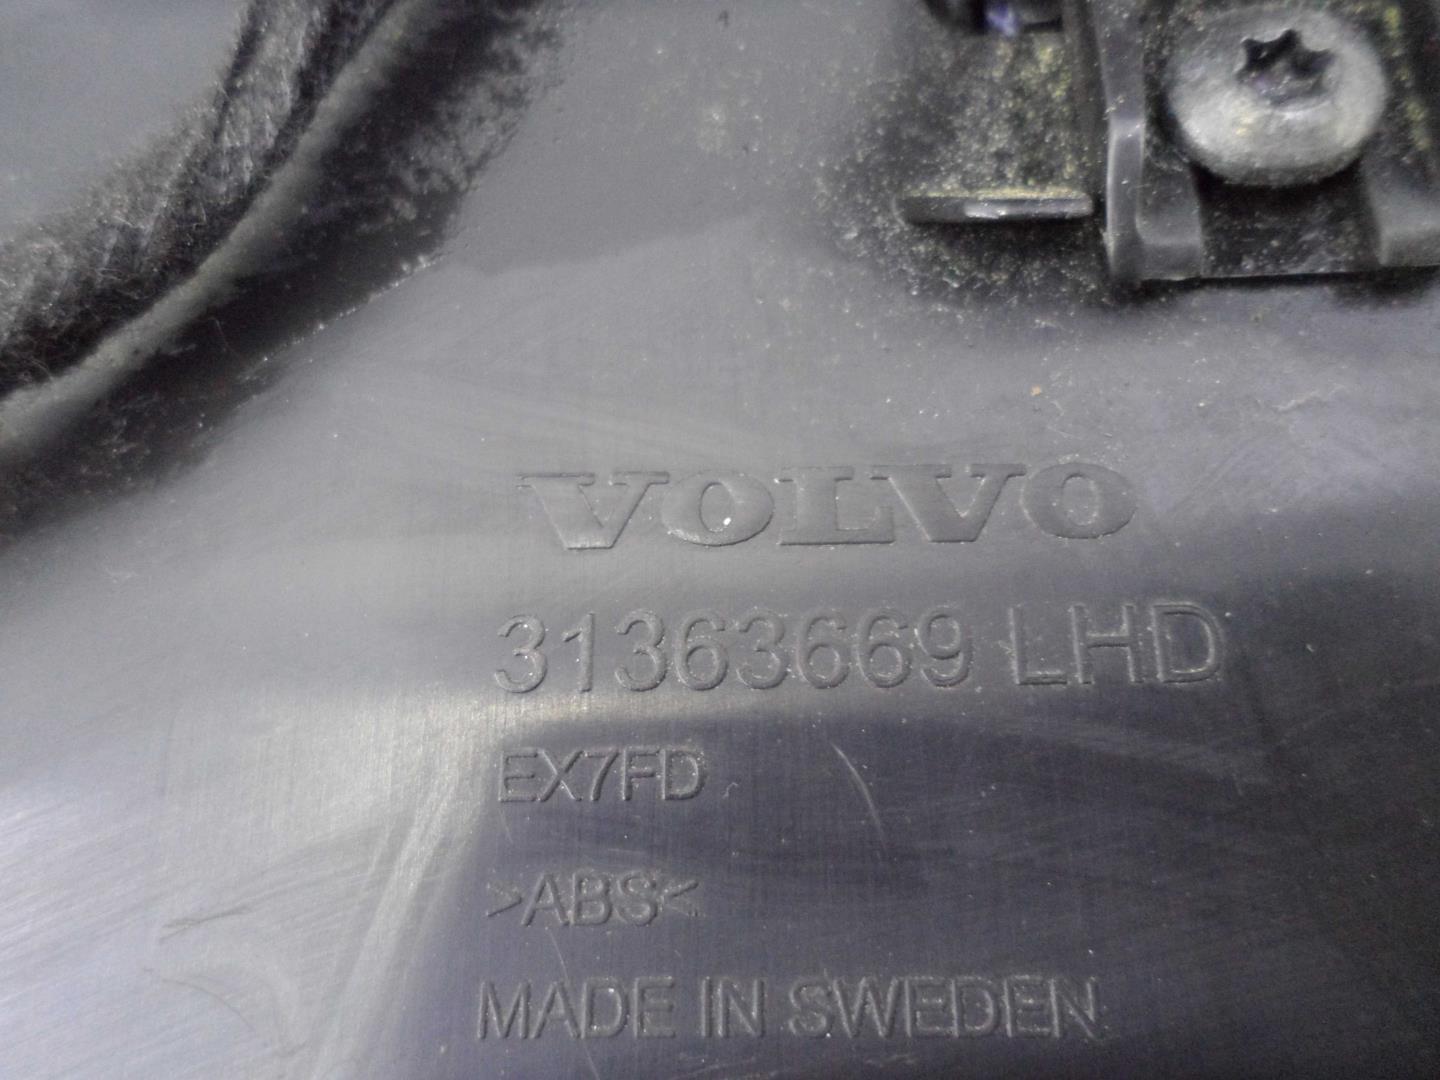 VOLVO
31363669 LHD
EX7FD
>ABS<
MADE IN SWEDEN